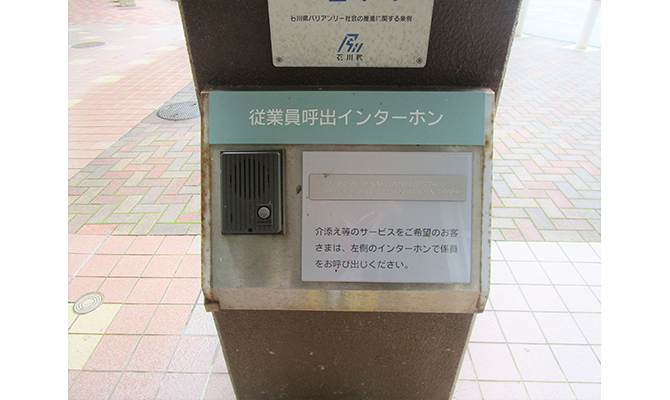 石川県バリアフリー社会の推進に関する条例
石川県
従業員呼出インターホン
介添え等のサービスをご希望のお客
さまは、左側のインターホンで係員
をお呼び出しください。